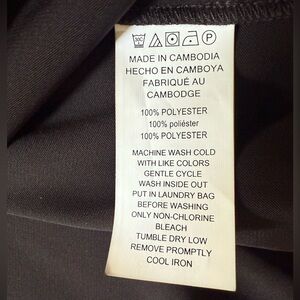 MADE IN CAMBODIA
HECHO EN CAMBOYA
FABRIQUÉ AU
CAMBODGE
100% POLYESTER
100% poliéster
100% POLYESTER
MACHINE WASH COLD
WITH LIKE COLORS
GENTLE CYCLE
WASH INSIDE OUT
PUT IN LAUNDRY BAG
BEFORE WASHING
ONLY NON-CHLORINE
BLEACH
TUMBLE DRY LOW
REMOVE PROMPTLY
COOL IRON